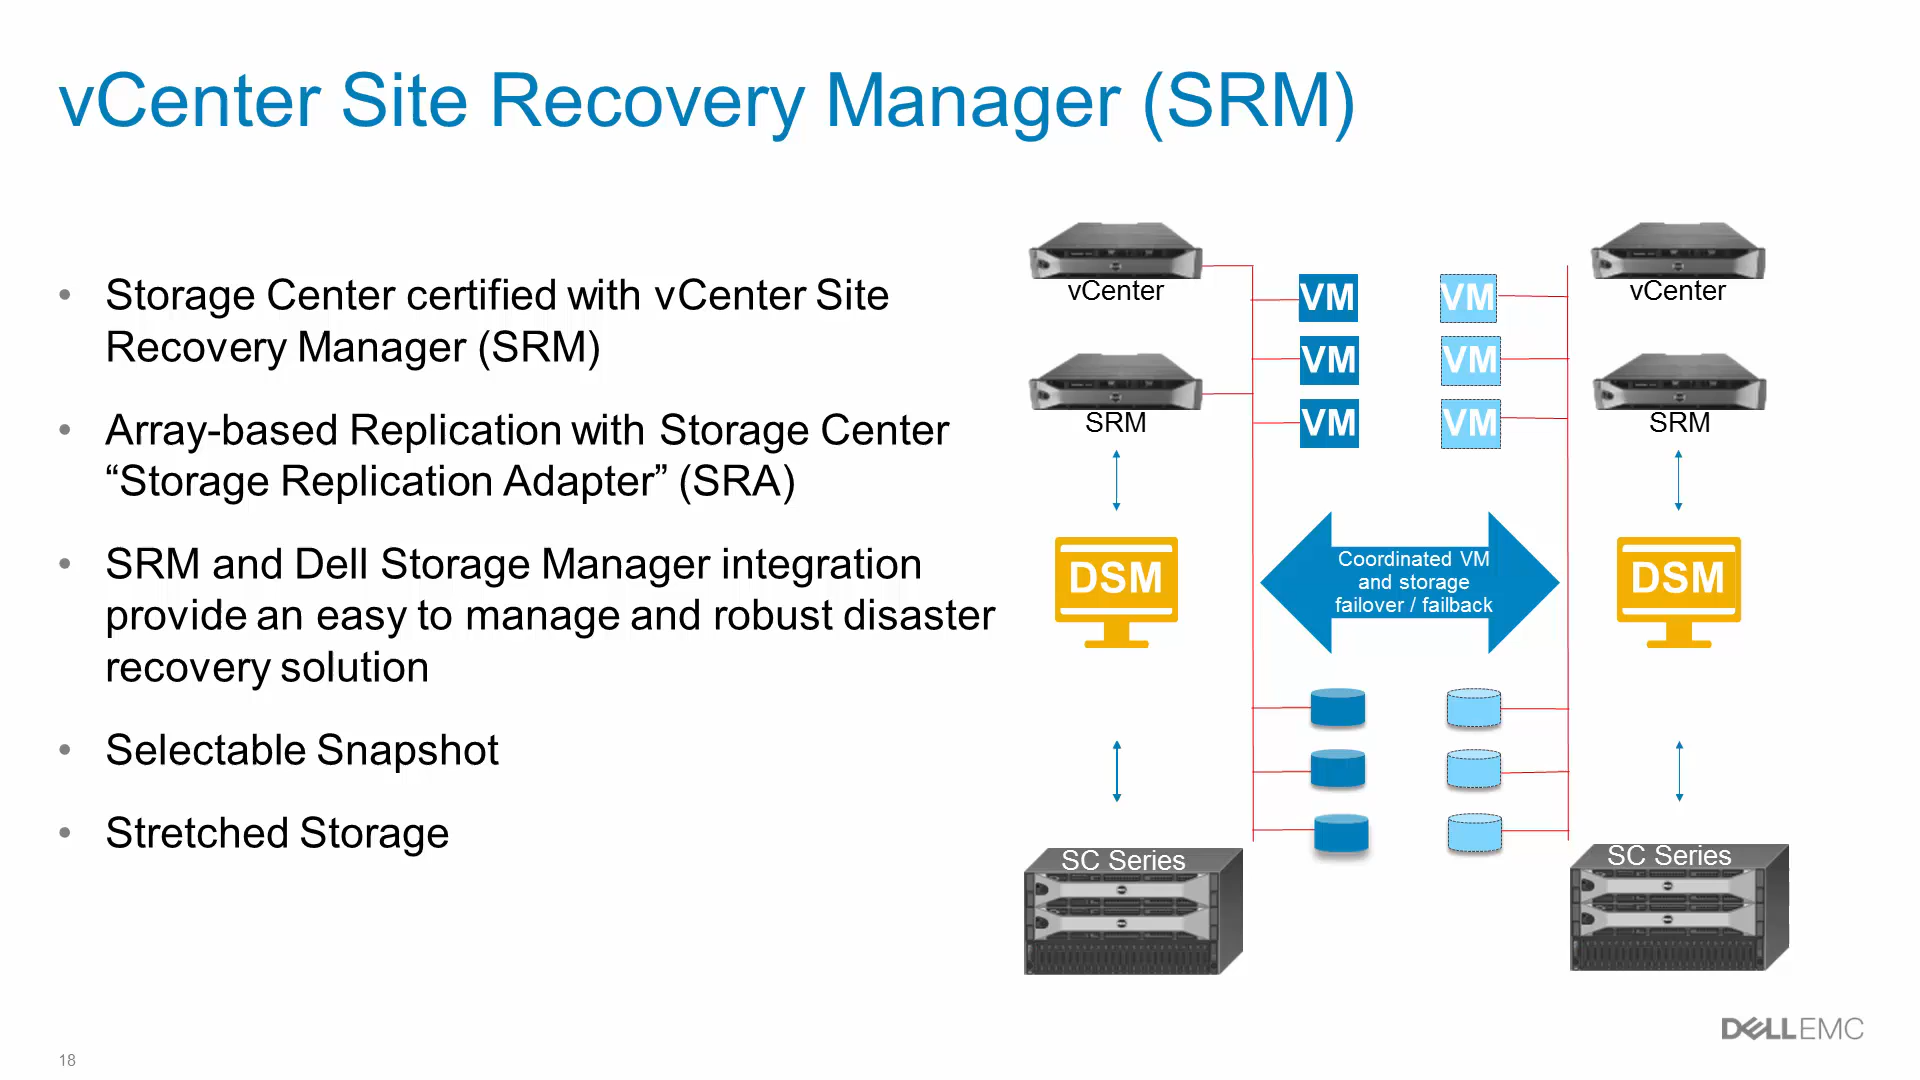 vCenter Site Recovery Manager (SRM)
• Storage Center certified with vCenter Site
Recovery Manager (SRM)
• Array-based Replication with Storage Center
“Storage Replication Adapter” (SRA)
• SRM and Dell Storage Manager integration
provide an easy to manage and robust disaster
recovery solution
• Selectable Snapshot
• Stretched Storage
vCenter
SRM
DSM
SC Series
VM
VM
VM
VM
VM
VM
Coordinated VM
and storage
failover / failback
vCenter
SRM
DSM
SC Series
DELLEMC
18